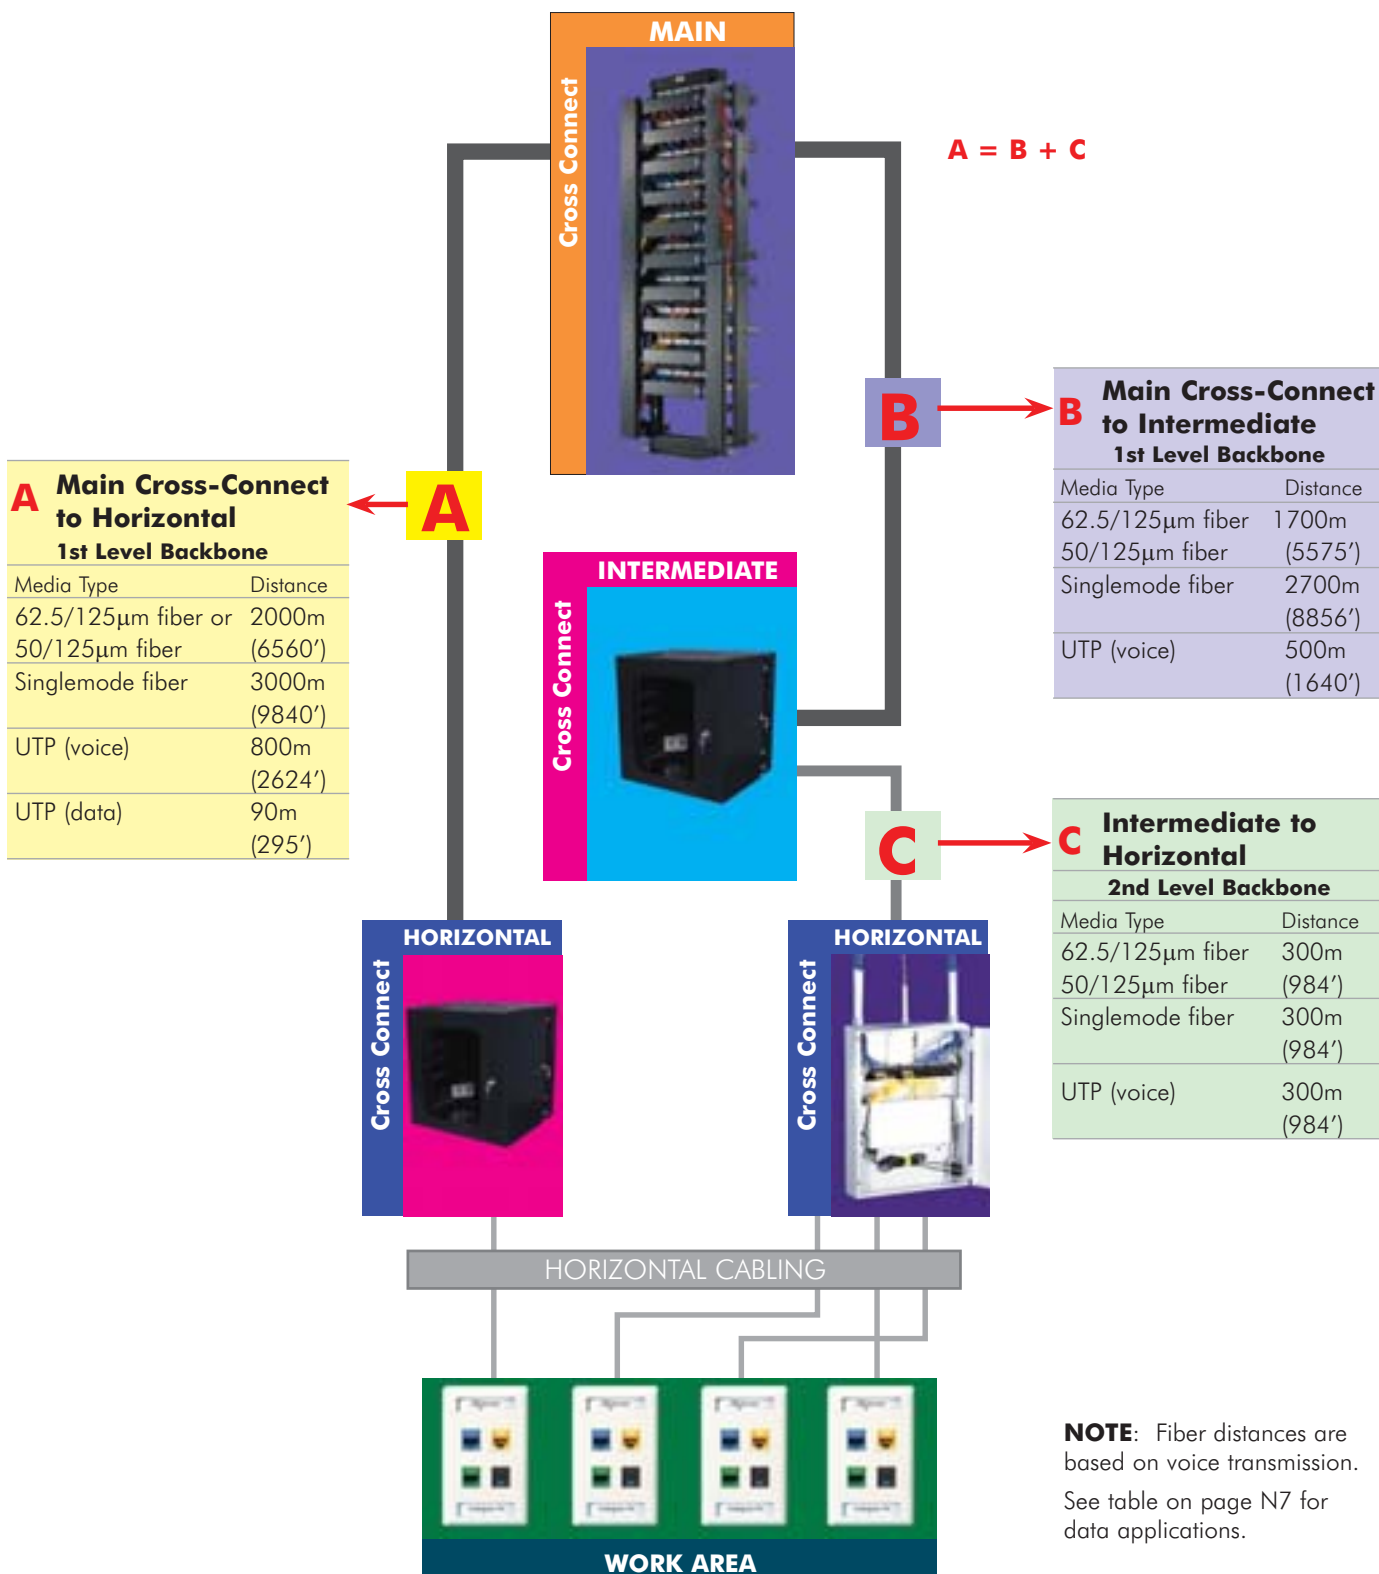 MAIN
Cross Connect
A = B + C
B
B
Main Cross-Connect
to Intermediate
1st Level Backbone
Media Type Distance
62.5/125µm fiber 1700m
50/125µm fiber (5575’)
Singlemode fiber 2700m
(8856’)
UTP (voice) 500m
(1640’)
A
A
Main Cross-Connect
to Horizontal
1st Level Backbone
Media Type Distance
62.5/125µm fiber or 2000m
50/125µm fiber (6560’)
Singlemode fiber 3000m
(9840’)
UTP (voice) 800m
(2624’)
UTP (data) 90m
(295’)
INTERMEDIATE
Cross Connect
C
C
Intermediate to
Horizontal
2nd Level Backbone
Media Type Distance
62.5/125µm fiber 300m
50/125µm fiber (984’)
Singlemode fiber 300m
(984’)
UTP (voice) 300m
(984’)
HORIZONTAL
Cross Connect
HORIZONTAL
Cross Connect
HORIZONTAL CABLING
WORK AREA
NOTE: Fiber distances are
based on voice transmission.
See table on page N7 for
data applications.